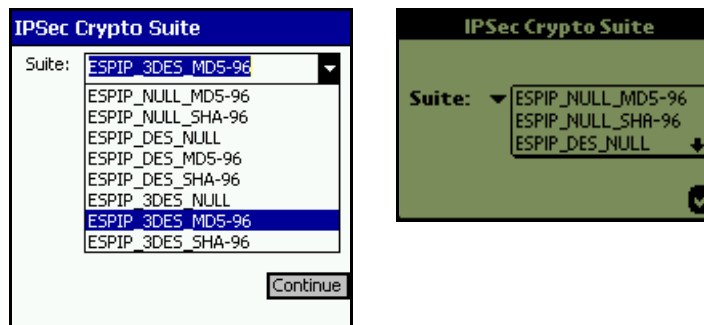 IPSec Crypto Suite
Suite: ESPIP_3DES_MD5-96
ESPIP_NULL_MD5-96
ESPIP_NULL_SHA-96
ESPIP_DES_NULL
ESPIP_DES_MD5-96
ESPIP_DES_SHA-96
ESPIP_3DES_NULL
ESPIP_3DES_MD5-96
ESPIP_3DES_SHA-96
Continue
IPSec Crypto Suite
Suite: ESPIP_NULL_MD5-96
ESPIP_NULL_SHA-96
ESPIP_DES_NULL